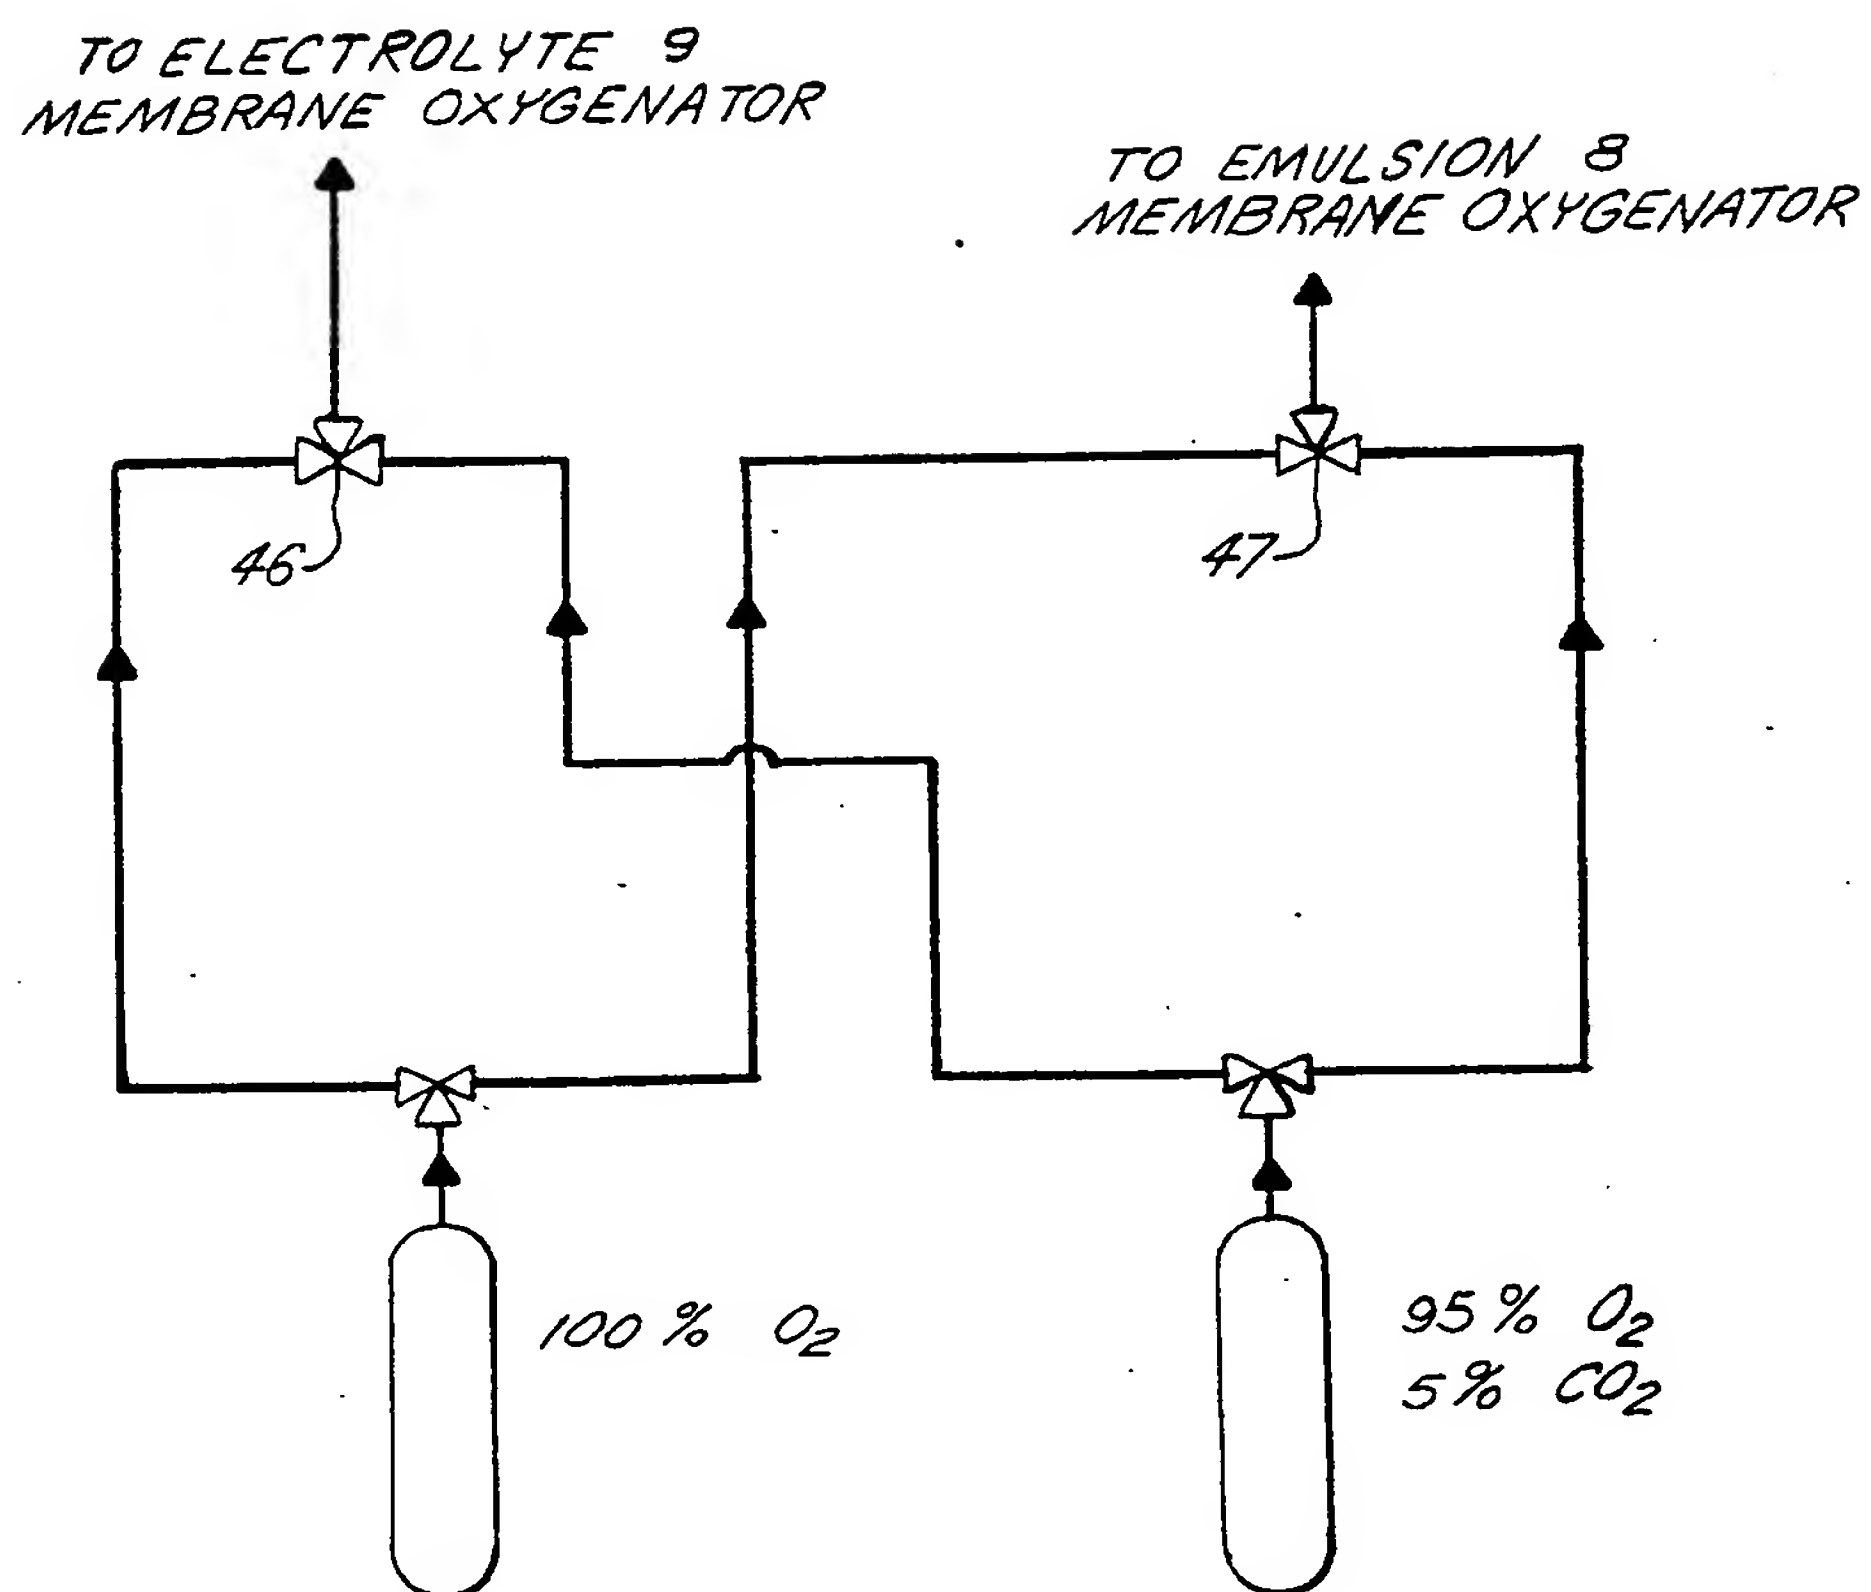 TO ELECTROLYTE 9
MEMBRANE OXYGENATOR
TO EMULSION 8
MEMBRANE OXYGENATOR
46
47
100% O2
95% O2
5% CO2